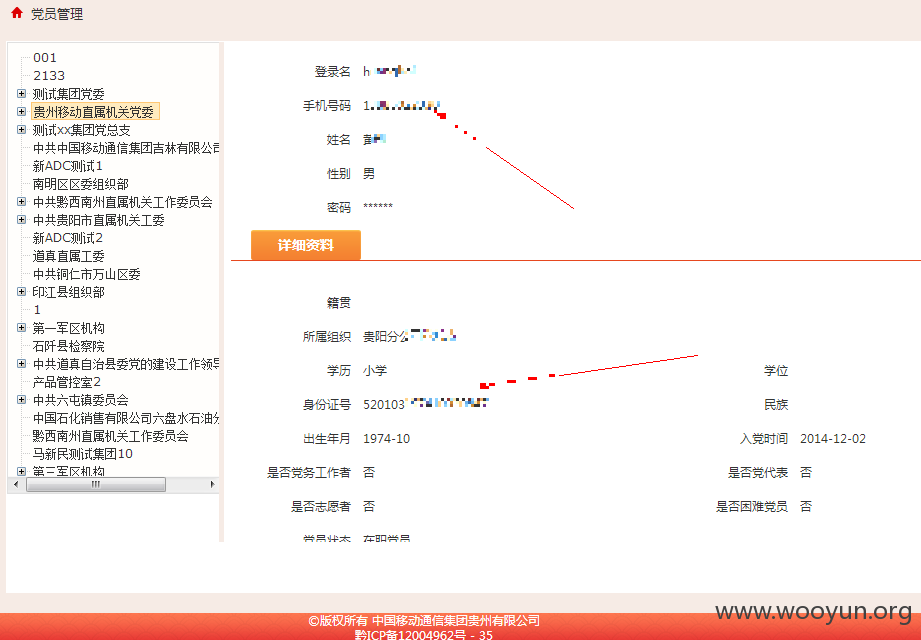 党员管理
001
2133
测试集团党委
贵州移动直属机关党委
测试xx集团党总支
中共中国移动通信集团吉林有限公司
新ADC测试1
南明区区委组织部
中共黔西南州直属机关工作委员会
中共贵阳市直属机关工委
新ADC测试2
道真直属工委
中共铜仁市万山区委
印江县组织部
1
第一军区机构
石阡县检察院
中共道真自治县委党的建设工作领导
产品管控室2
中共六屯镇委员会
中国石化销售有限公司六盘水石油分
黔西南州直属机关工作委员会
马新民测试集团10
第三军区机构
登录名 h
手机号码 1
姓名
性别 男
密码 ******
详细资料
籍贯
所属组织 贵阳分公
学历 小学 学位
身份证号 520103 民族
出生年月 1974-10 入党时间 2014-12-02
是否党务工作者 否 是否党代表 否
是否志愿者 否 是否困难党员 否
党员状态 在职党员
www.wooyun.org
©版权所有 中国移动通信集团贵州有限公司
黔ICP备12004962号 - 35